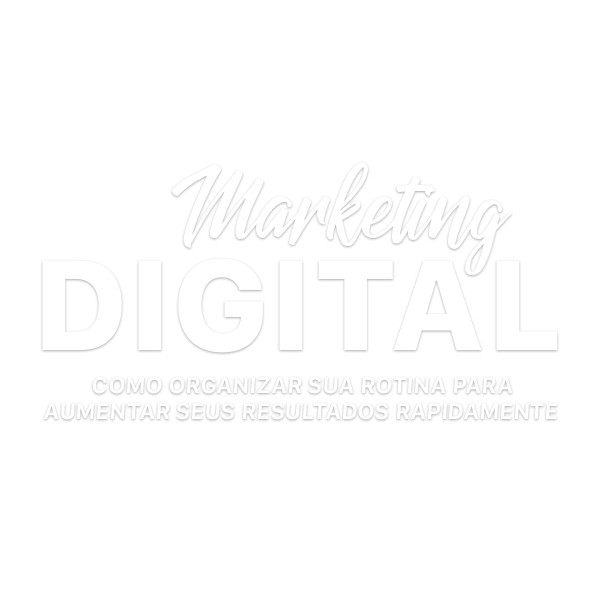 Marketing
DIGITAL
COMO ORGANIZAR SUA ROTINA PARA
AUMENTAR SEUS RESULTADOS RAPIDAMENTE